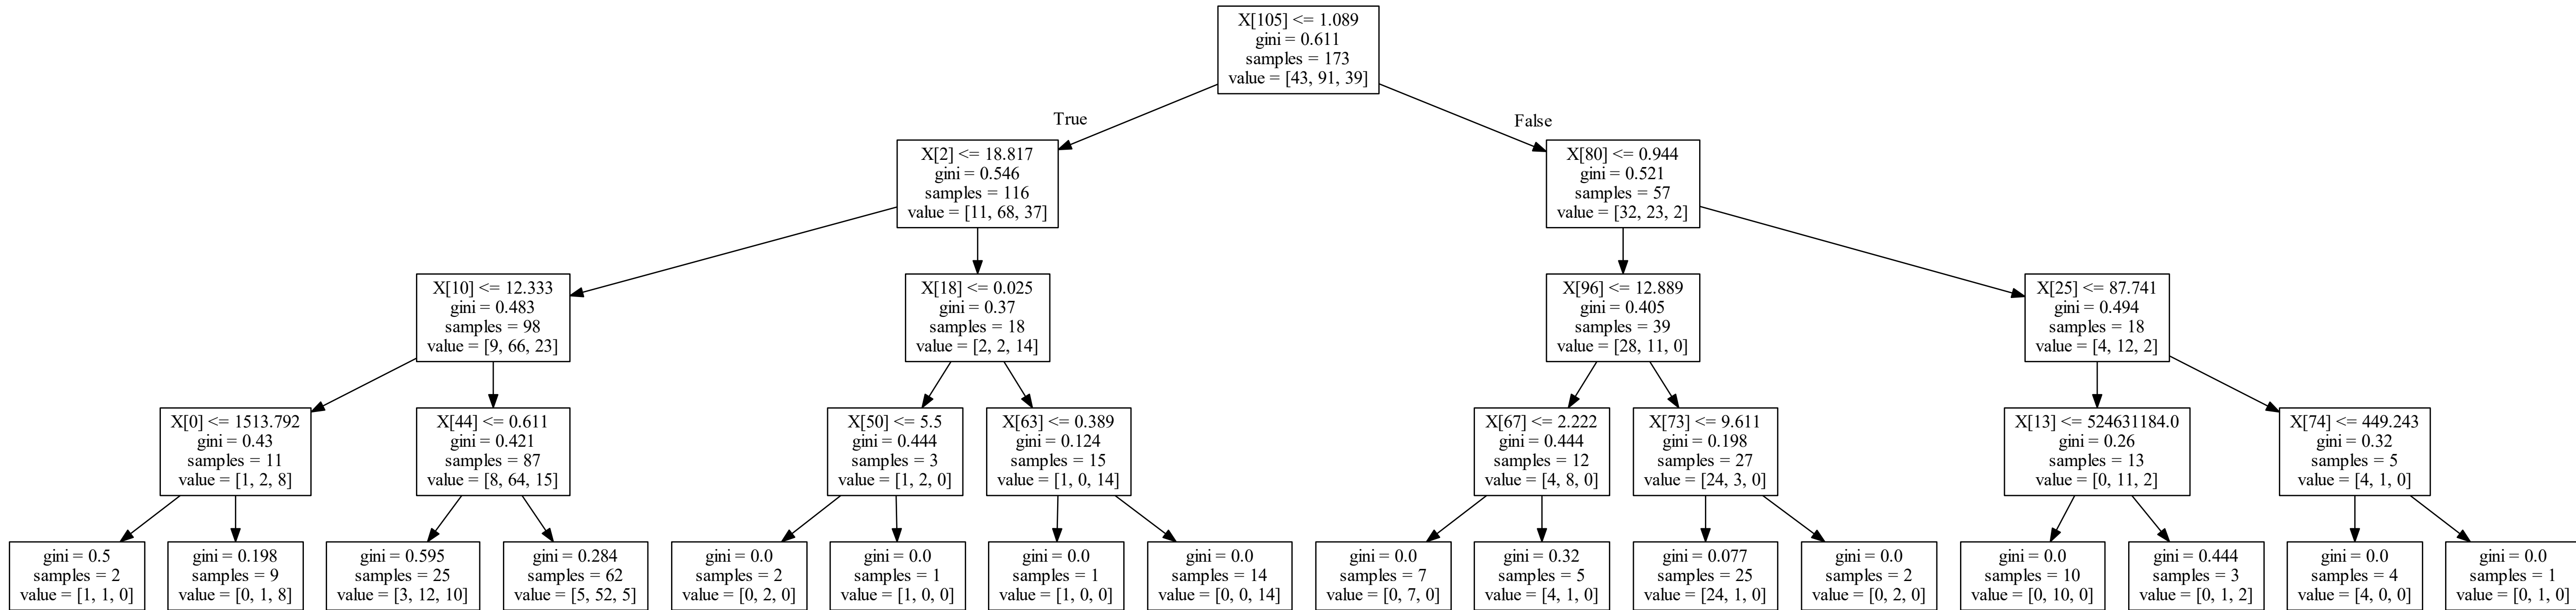 X[105] <= 1.089
gini = 0.611
samples = 173
value = [43, 91, 39]
True
False
X[2] <= 18.817
gini = 0.546
samples = 116
value = [11, 68, 37]
X[80] <= 0.944
gini = 0.521
samples = 57
value = [32, 23, 2]
X[10] <= 12.333
gini = 0.483
samples = 98
value = [9, 66, 23]
X[18] <= 0.025
gini = 0.37
samples = 18
value = [2, 2, 14]
X[96] <= 12.889
gini = 0.405
samples = 39
value = [28, 11, 0]
X[25] <= 87.741
gini = 0.494
samples = 18
value = [4, 12, 2]
X[0] <= 1513.792
gini = 0.43
samples = 11
value = [1, 2, 8]
X[44] <= 0.611
gini = 0.421
samples = 87
value = [8, 64, 15]
X[50] <= 5.5
gini = 0.444
samples = 3
value = [1, 2, 0]
X[63] <= 0.389
gini = 0.124
samples = 15
value = [1, 0, 14]
X[67] <= 2.222
gini = 0.444
samples = 12
value = [4, 8, 0]
X[73] <= 9.611
gini = 0.198
samples = 27
value = [24, 3, 0]
X[13] <= 524631184.0
gini = 0.26
samples = 13
value = [0, 11, 2]
X[74] <= 449.243
gini = 0.32
samples = 5
value = [4, 1, 0]
gini = 0.5
samples = 2
value = [1, 1, 0]
gini = 0.198
samples = 9
value = [0, 1, 8]
gini = 0.595
samples = 25
value = [3, 12, 10]
gini = 0.284
samples = 62
value = [5, 52, 5]
gini = 0.0
samples = 2
value = [0, 2, 0]
gini = 0.0
samples = 1
value = [1, 0, 0]
gini = 0.0
samples = 1
value = [1, 0, 0]
gini = 0.0
samples = 14
value = [0, 0, 14]
gini = 0.0
samples = 7
value = [0, 7, 0]
gini = 0.32
samples = 5
value = [4, 1, 0]
gini = 0.077
samples = 25
value = [24, 1, 0]
gini = 0.0
samples = 2
value = [0, 2, 0]
gini = 0.0
samples = 10
value = [0, 10, 0]
gini = 0.444
samples = 3
value = [0, 1, 2]
gini = 0.0
samples = 4
value = [4, 0, 0]
gini = 0.0
samples = 1
value = [0, 1, 0]